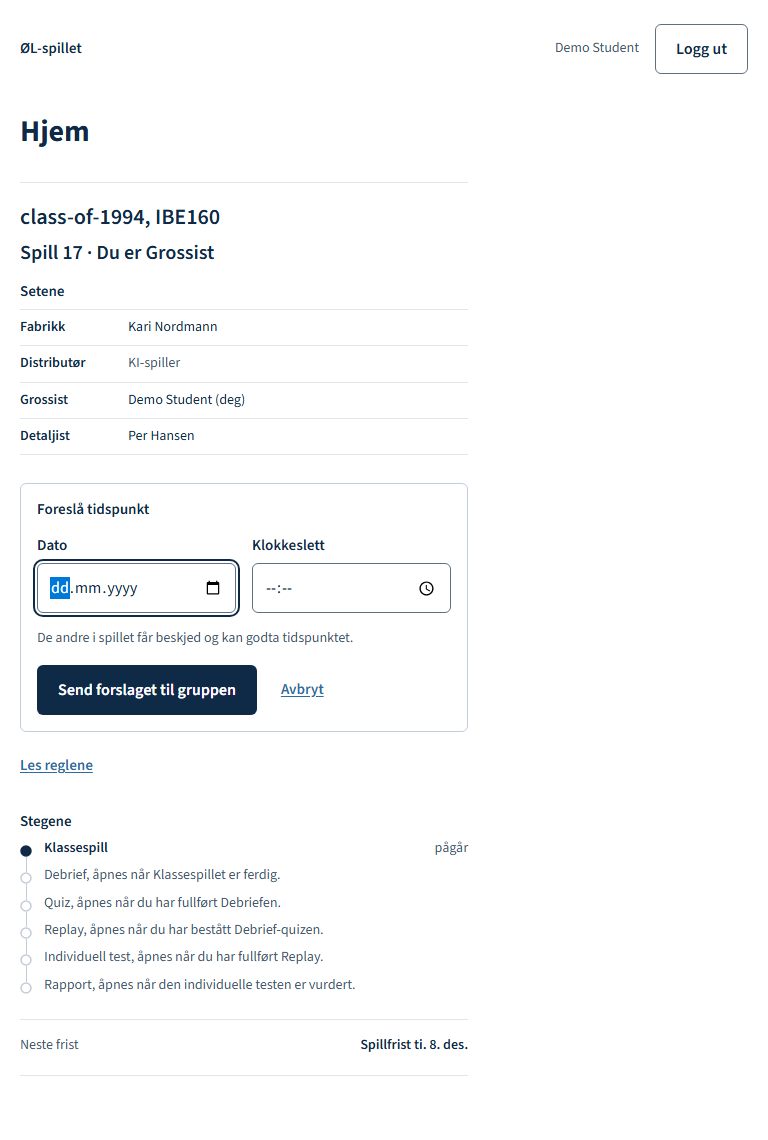 ØL-spillet
Demo Student
Logg ut
Hjem
class-of-1994, IBE160
Spill 17 · Du er Grossist
Setene
Fabrikk Kari Nordmann
Distributør KI-spiller
Grossist Demo Student (deg)
Detaljist Per Hansen
Foreslå tidspunkt
Dato Klokkeslett
dd.mm.yyyy --:--
De andre i spillet får beskjed og kan godta tidspunktet.
Send forslaget til gruppen Avbryt
Les reglene
Stegene
Klassespill pågår
Debrief, åpnes når Klassespillet er ferdig.
Quiz, åpnes når du har fullført Debriefen.
Replay, åpnes når du har bestått Debrief-quizen.
Individuell test, åpnes når du har fullført Replay.
Rapport, åpnes når den individuelle testen er vurdert.
Neste frist Spillfrist ti. 8. des.